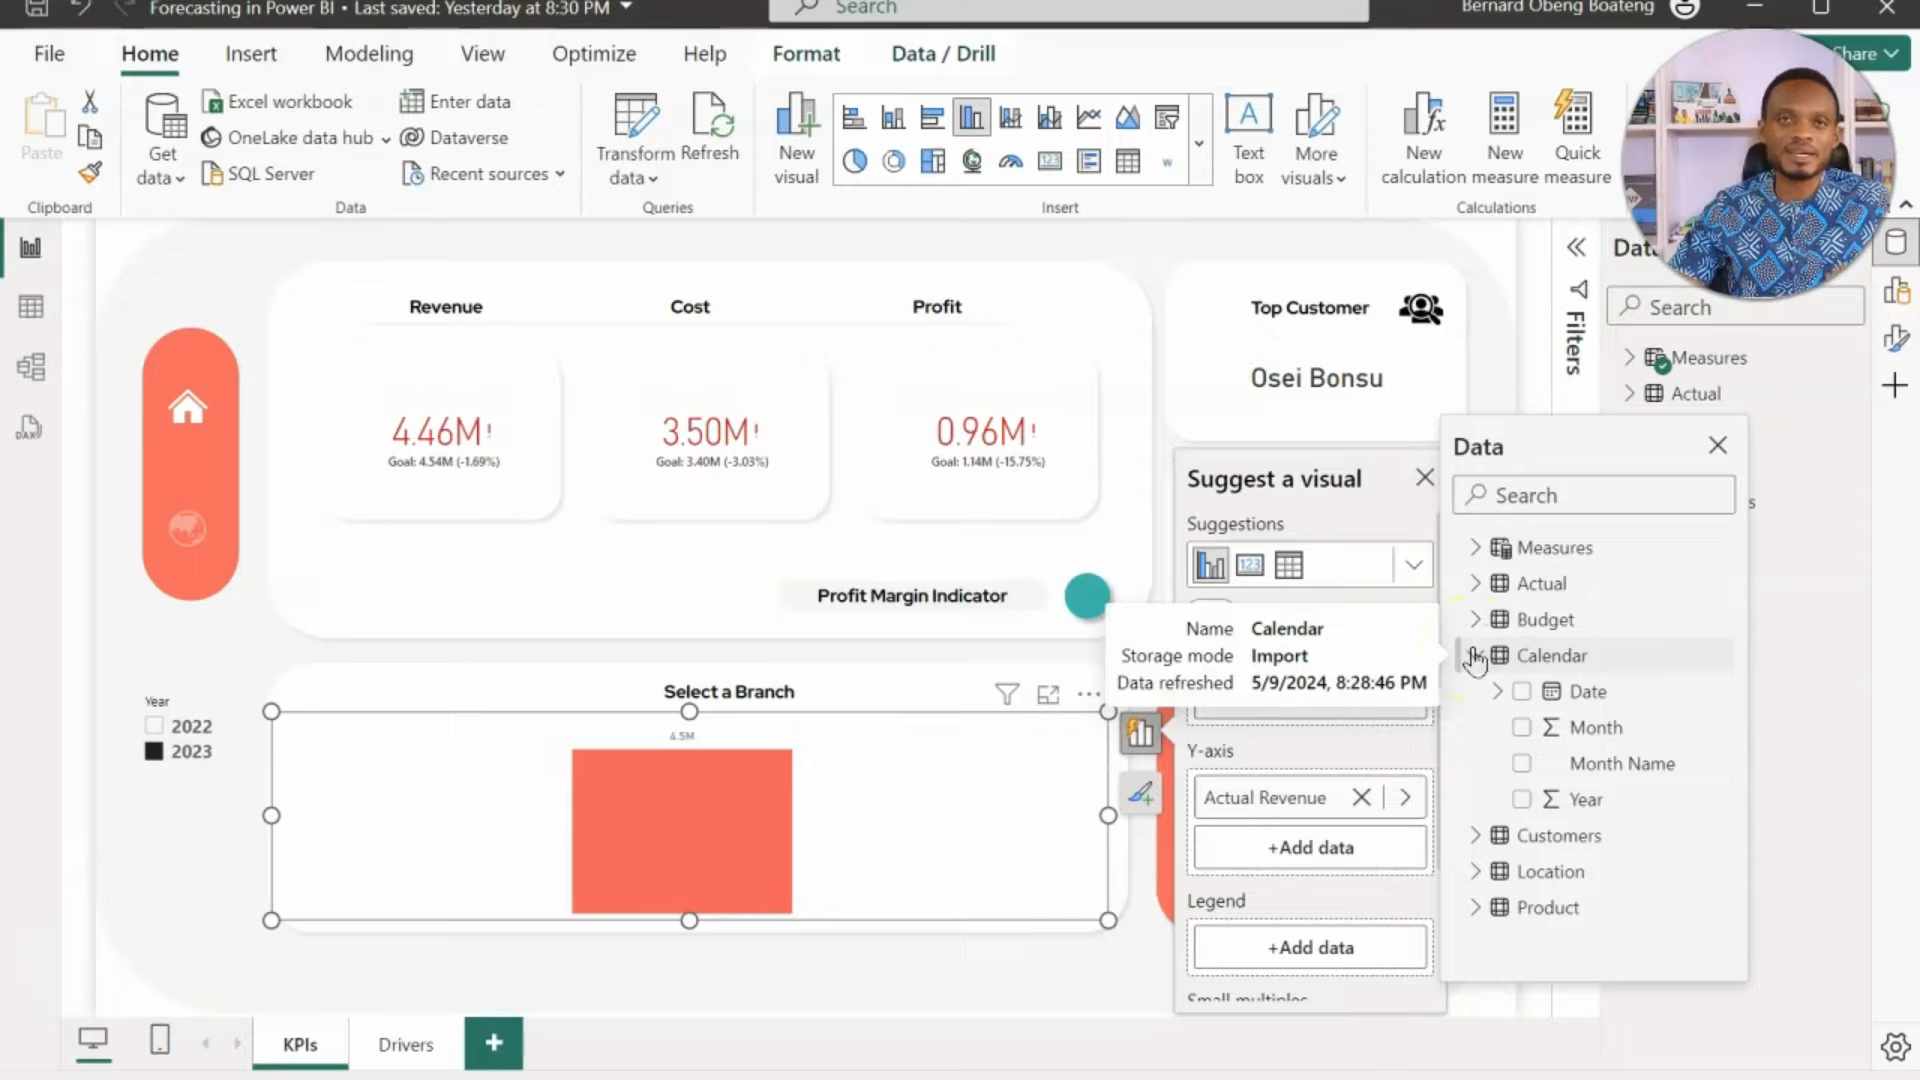 Forecasting in Power BI • Last saved: Yesterday at 8:30 PM
Search
Bernard Obeng Boateng
File
Home
Insert
Modeling
View
Optimize
Help
Format
Data / Drill
Share
Paste
Clipboard
Get data
Excel workbook
OneLake data hub
SQL Server
Enter data
Dataverse
Recent sources
Data
Transform data
Refresh
Queries
New visual
123
Text box
More visuals
Insert
New calculation
New measure
Quick measure
Calculations
DAX
Revenue
Cost
Profit
4.46M!
Goal: 4.54M (-1.69%)
3.50M!
Goal: 3.40M (-3.03%)
0.96M!
Goal: 1.14M (-15.75%)
Profit Margin Indicator
Top Customer
Osei Bonsu
Year
2022
2023
Select a Branch
4.5M
Suggest a visual
Suggestions
123
Name Calendar
Storage mode Import
Data refreshed 5/9/2024, 8:28:46 PM
Y-axis
Actual Revenue
+Add data
Legend
+Add data
Small multiples
Filters
Search
Measures
Actual
Data
Search
Measures
Actual
Budget
Calendar
Date
Month
Month Name
Year
Customers
Location
Product
KPIs
Drivers